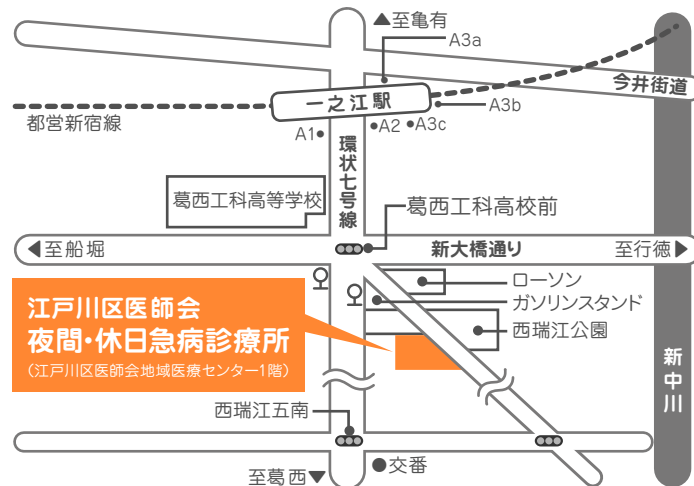 ▲至亀有
A3a
今井街道
一之江駅
A3b
都営新宿線
A1
A2
A3c
環状七号線
葛西工科高等学校
葛西工科高校前
◀至船堀
新大橋通り
至行徳▶
ローソン
ガソリンスタンド
西瑞江公園
江戸川区医師会
夜間・休日急病診療所
（江戸川区医師会地域医療センター1階）
新中川
西瑞江五南
至葛西▼
交番